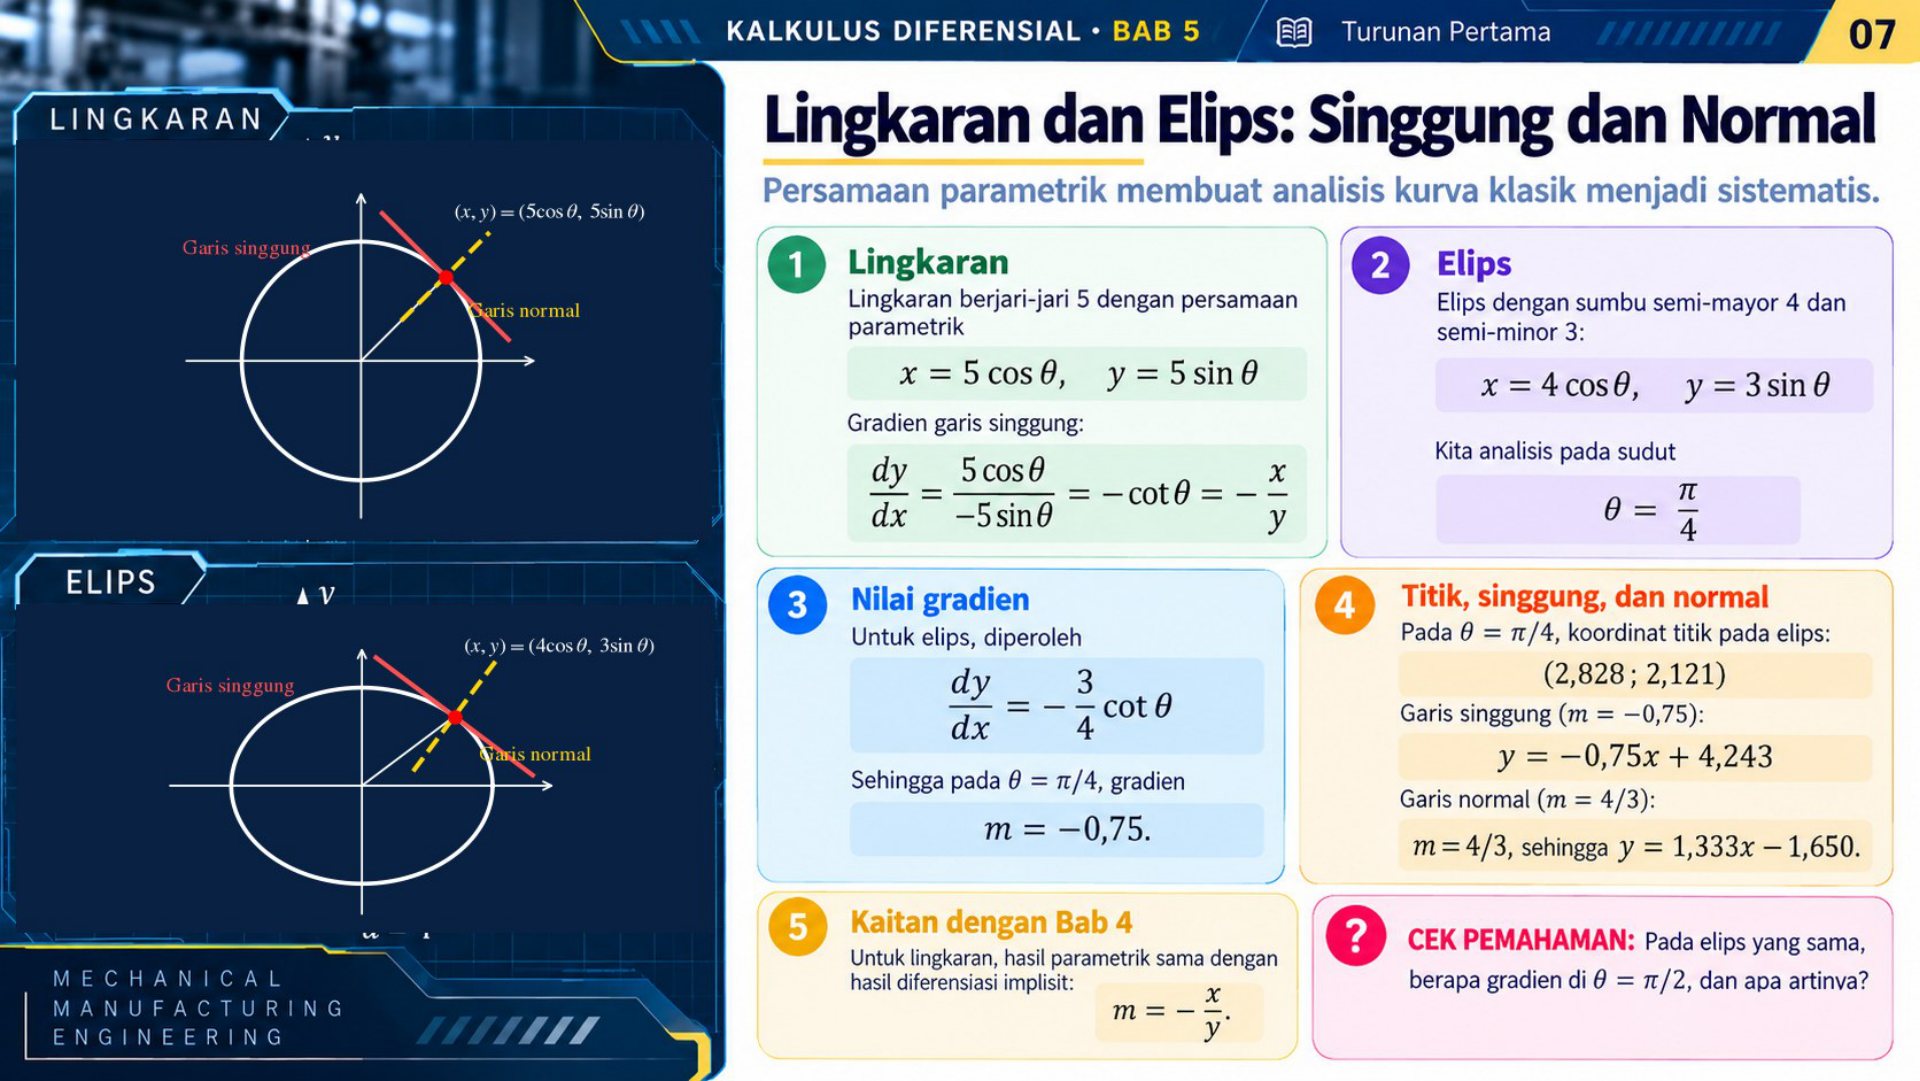 KALKULUS DIFERENSIAL • BAB 5
Turunan Pertama
07
LINGKARAN
(x, y) = (5cos θ, 5sin θ)
Garis singgung
Garis normal
ELIPS
(x, y) = (4cos θ, 3sin θ)
Garis singgung
Garis normal
MECHANICAL
MANUFACTURING
ENGINEERING
Lingkaran dan Elips: Singgung dan Normal
Persamaan parametrik membuat analisis kurva klasik menjadi sistematis.
1 Lingkaran
Lingkaran berjari-jari 5 dengan persamaan
parametrik
x = 5 cos θ, y = 5 sin θ
Gradien garis singgung:
dy/dx = 5 cos θ/−5 sin θ = −cot θ = −x/y
2 Elips
Elips dengan sumbu semi-mayor 4 dan
semi-minor 3:
x = 4 cos θ, y = 3 sin θ
Kita analisis pada sudut
θ = π/4
3 Nilai gradien
Untuk elips, diperoleh
dy/dx = −3/4 cot θ
Sehingga pada θ = π/4, gradien
m = −0,75.
4 Titik, singgung, dan normal
Pada θ = π/4, koordinat titik pada elips:
(2,828 ; 2,121)
Garis singgung (m = −0,75):
y = −0,75x + 4,243
Garis normal (m = 4/3):
m = 4/3, sehingga y = 1,333x − 1,650.
5 Kaitan dengan Bab 4
Untuk lingkaran, hasil parametrik sama dengan
hasil diferensiasi implisit:
m = −x/y.
? CEK PEMAHAMAN: Pada elips yang sama,
berapa gradien di θ = π/2, dan apa artinva?